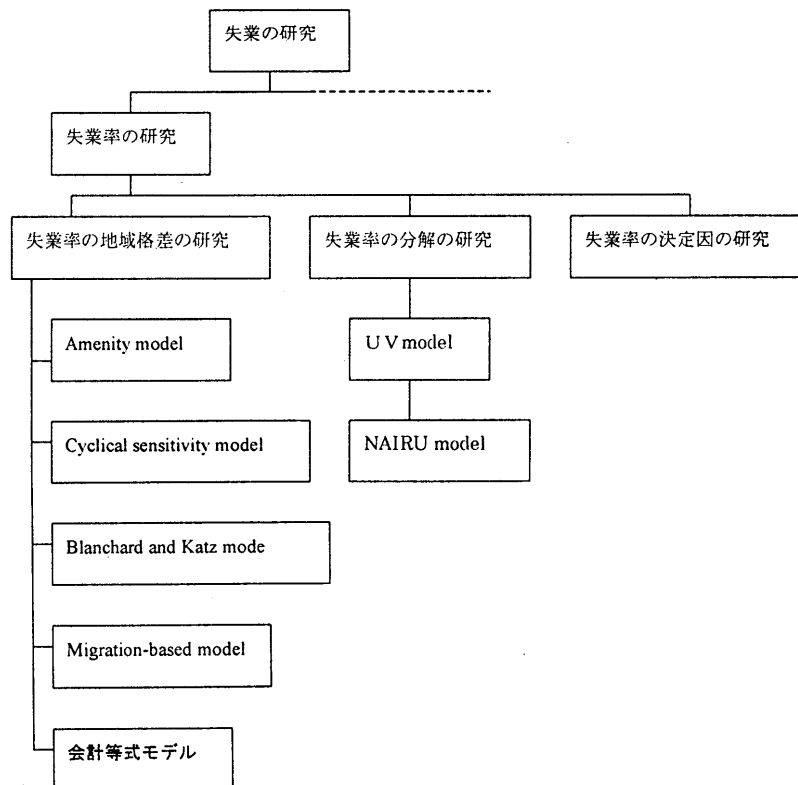 失業の研究
失業率の研究
失業率の地域格差の研究
失業率の分解の研究
失業率の決定因の研究
Amenity model
ＵＶmodel
Cyclical sensitivity model
NAIRU model
Blanchard and Katz mode
Migration-based model
会計等式モデル